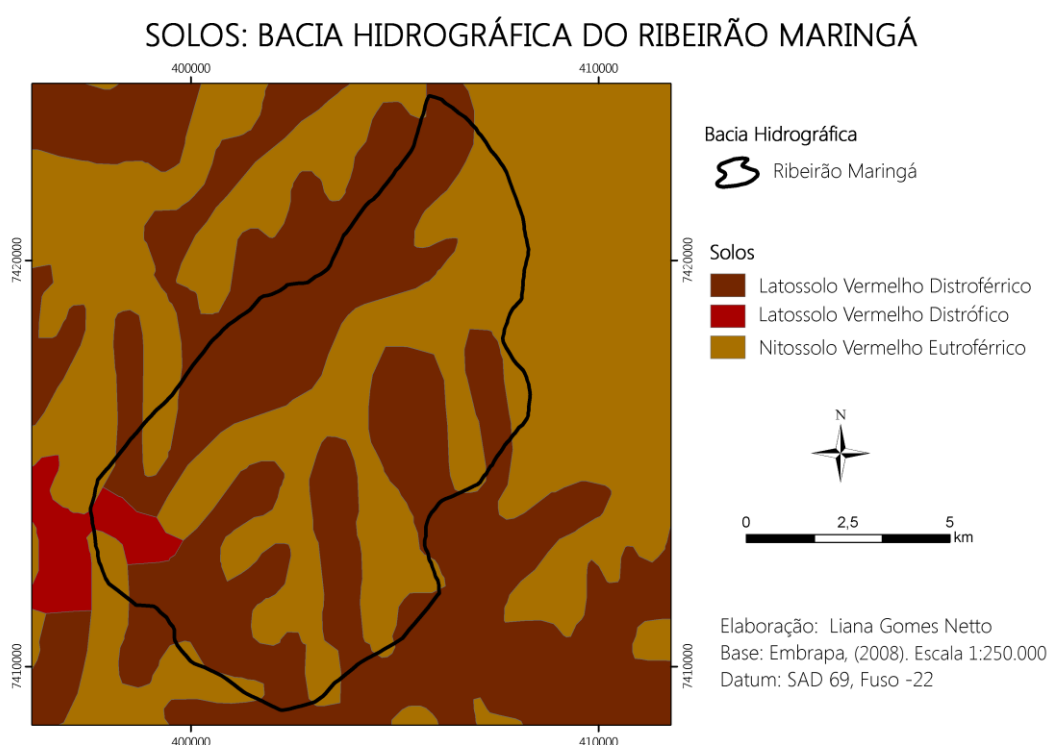 SOLOS: BACIA HIDROGRÁFICA DO RIBEIRÃO MARINGÁ
400000
410000
7420000
7420000
7410000
7410000
400000
410000
Bacia Hidrográfica
Ribeirão Maringá
Solos
Latossolo Vermelho Distroférrico
Latossolo Vermelho Distrófico
Nitossolo Vermelho Eutroférrico
N
0
2,5
5
km
Elaboração: Liana Gomes Netto
Base: Embrapa, (2008). Escala 1:250.000
Datum: SAD 69, Fuso -22